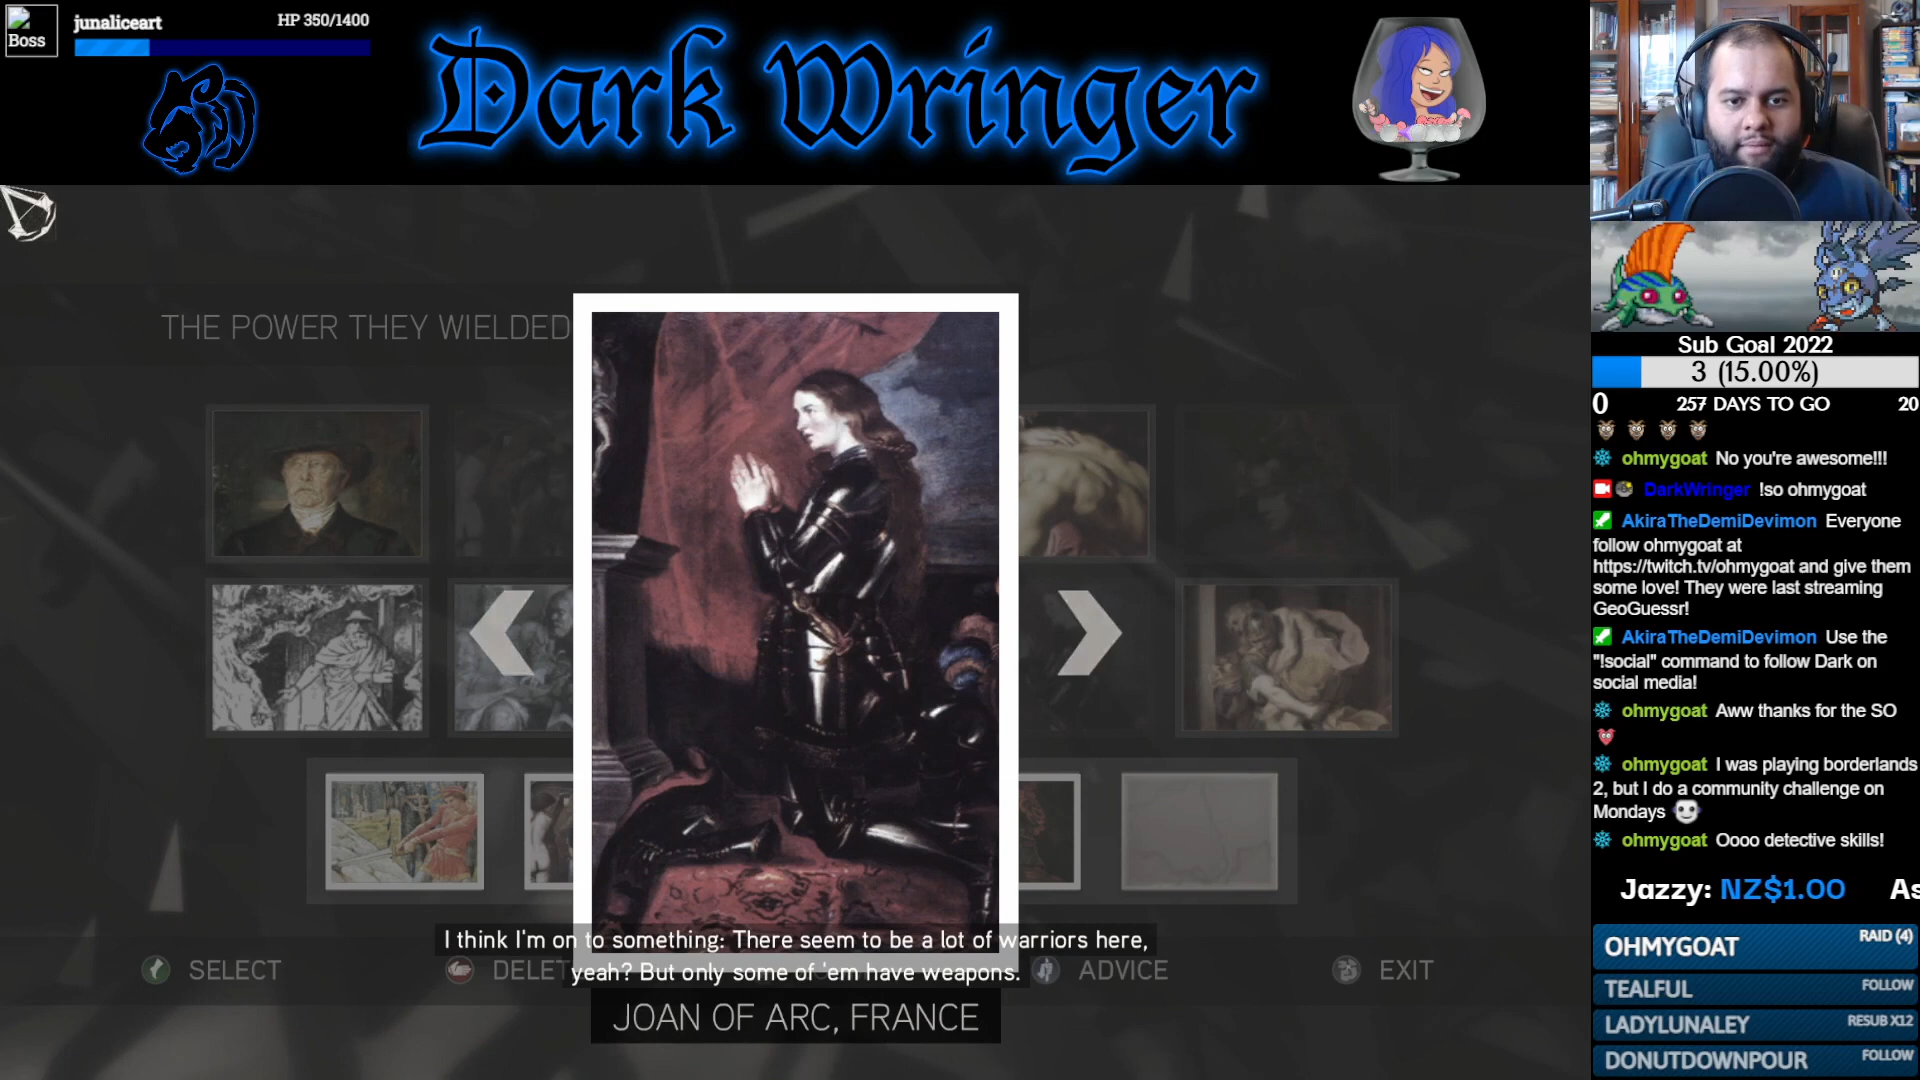 Boss
junaliceart
HP 350/1400
Dark Wringer
THE POWER THEY WIELDED
I think I'm on to something: There seem to be a lot of warriors here,
yeah? But only some of 'em have weapons.
SELECT
DELET
ADVICE
EXIT
JOAN OF ARC, FRANCE
Sub Goal 2022
3 (15.00%)
0
257 DAYS TO GO
20
ohmygoat No you're awesome!!!
DarkWringer !so ohmygoat
AkiraTheDemiDevimon Everyone
follow ohmygoat at
https://twitch.tv/ohmygoat and give them
some love! They were last streaming
GeoGuessr!
AkiraTheDemiDevimon Use the
"!social" command to follow Dark on
social media!
ohmygoat Aww thanks for the SO
ohmygoat I was playing borderlands
2, but I do a community challenge on
Mondays
ohmygoat Oooo detective skills!
Jazzy: NZ$1.00 As
OHMYGOAT RAID (4)
TEALFUL FOLLOW
LADYLUNALEY RESUB X12
DONUTDOWNPOUR FOLLOW